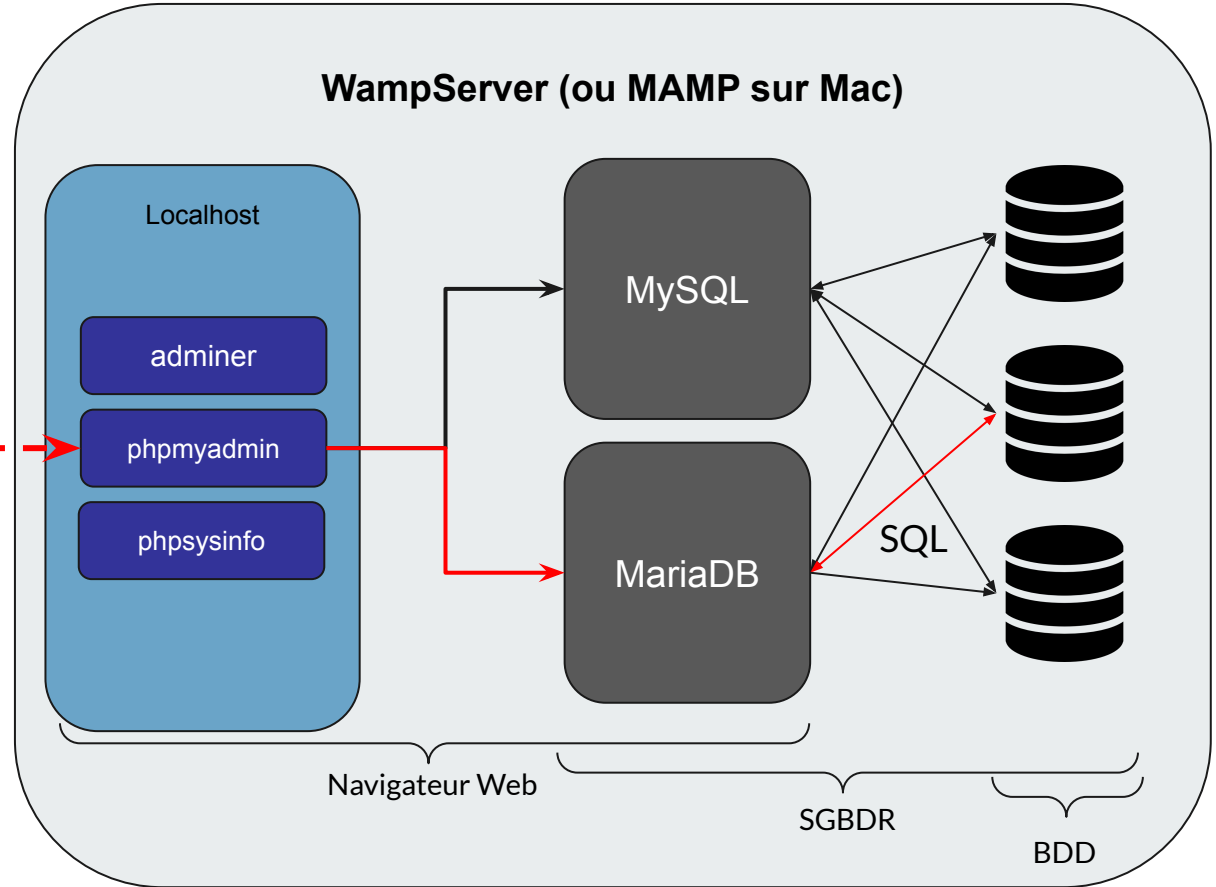 WampServer (ou MAMP sur Mac)
Localhost
adminer
phpmyadmin
phpsysinfo
MySQL
MariaDB
SQL
Navigateur Web
SGBDR
BDD